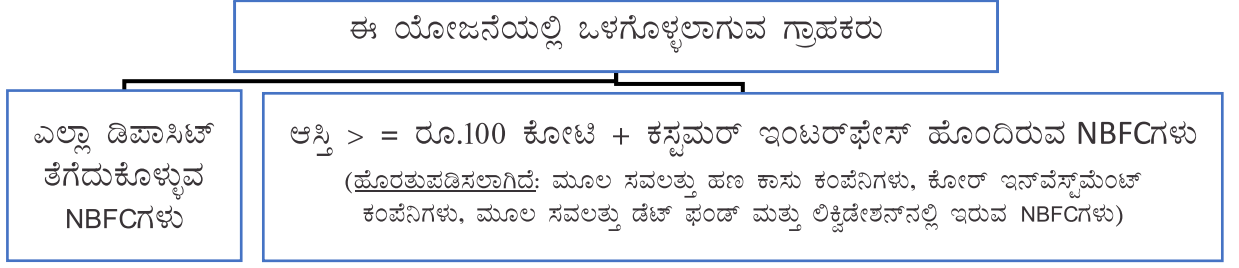 ಈ ಯೋಜನೆಯಲ್ಲಿ ಒಳಗೊಳ್ಳಲಾಗುವ ಗ್ರಾಹಕರು
ಎಲ್ಲಾ ಡಿಪಾಸಿಟ್
ತೆಗೆದುಕೊಳ್ಳುವ
NBFCಗಳು
ಆಸ್ತಿ > = ರೂ.100 ಕೋಟಿ + ಕಸ್ಟಮರ್ ಇಂಟರ್‌ಫೇಸ್ ಹೊಂದಿರುವ NBFCಗಳು
(ಹೊರತುಪಡಿಸಲಾಗಿದೆ: ಮೂಲ ಸವಲತ್ತು ಹಣ ಕಾಸು ಕಂಪೆನಿಗಳು, ಕೋರ್ ಇನ್‌ವೆಸ್ಟ್‌ಮೆಂಟ್
ಕಂಪೆನಿಗಳು, ಮೂಲ ಸವಲತ್ತು ಡೆಟ್ ಫಂಡ್ ಮತ್ತು ಲಿಕ್ವಿಡೇಶನ್‌ನಲ್ಲಿ ಇರುವ NBFCಗಳು)